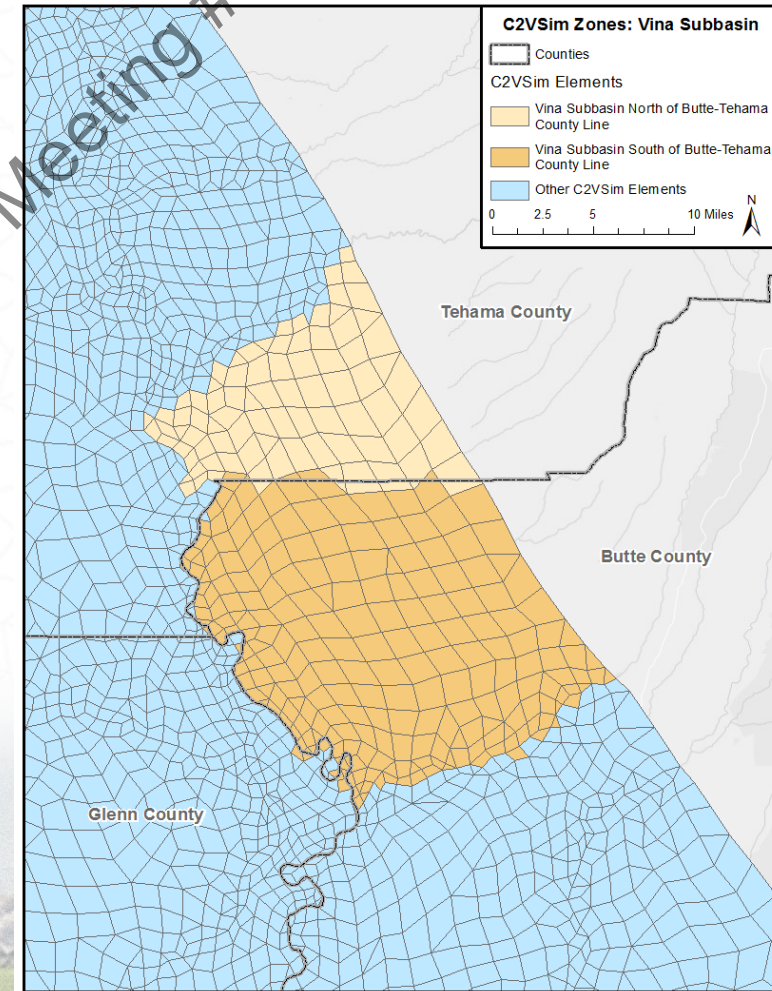 Meeting
C2VSim Zones: Vina Subbasin
Counties
C2VSim Elements
Vina Subbasin North of Butte-Tehama
County Line
Vina Subbasin South of Butte-Tehama
County Line
Other C2VSim Elements
0 2.5 5 10 Miles
N
Tehama County
Butte County
Glenn County